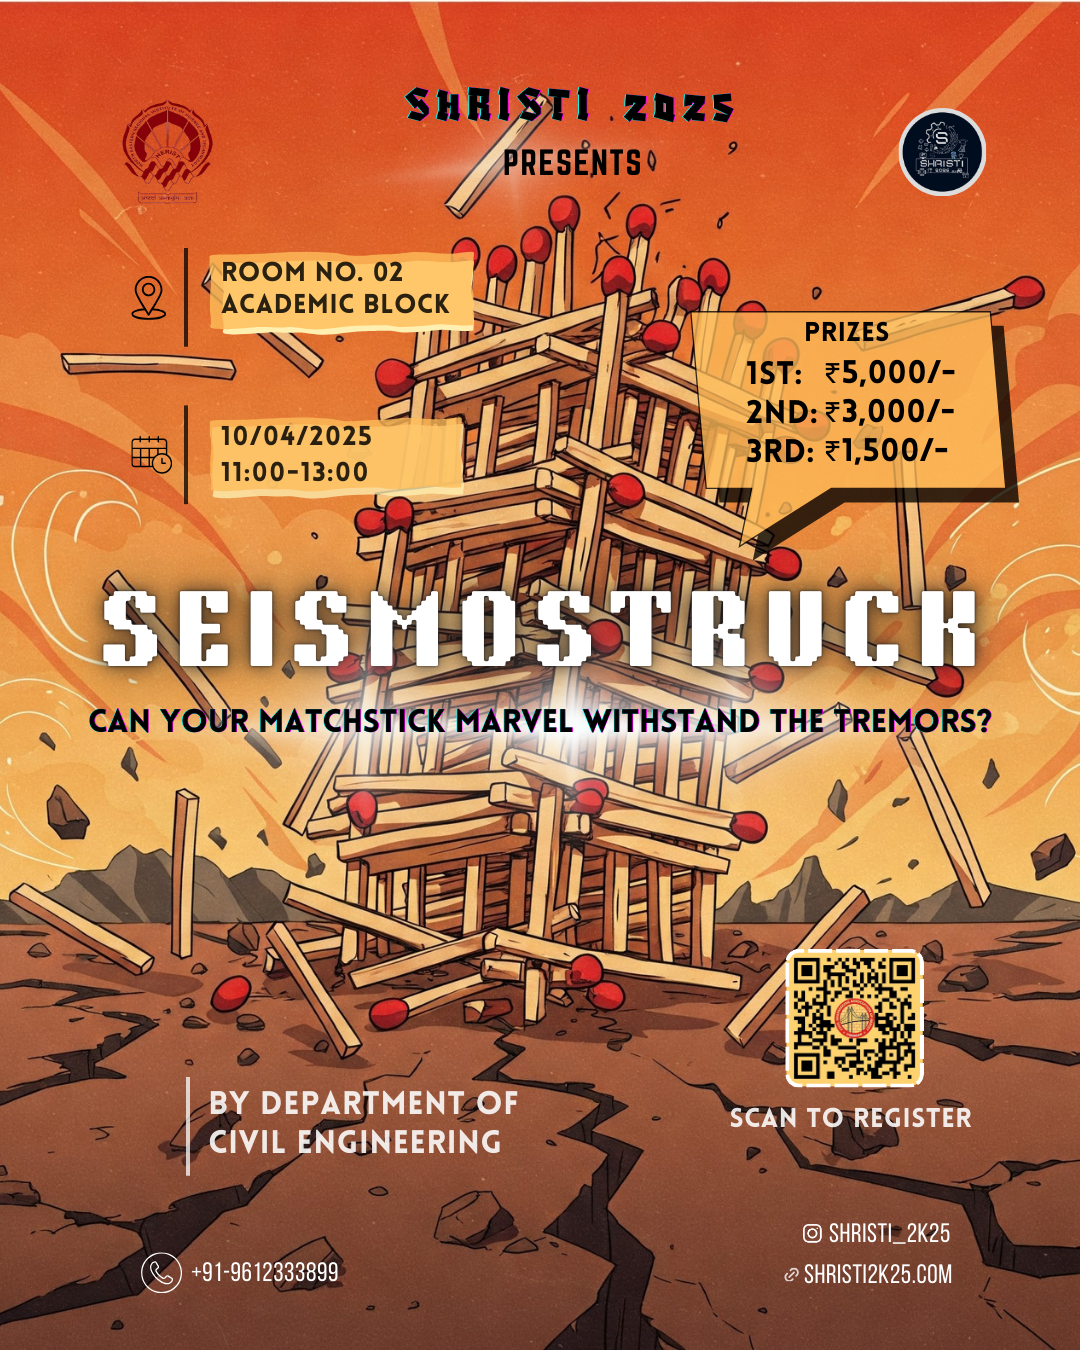 SHRISTI 2025
PRESENTS
NERIST
SHRISTI
ROOM NO. 02
ACADEMIC BLOCK
10/04/2025
11:00-13:00
PRIZES
1ST: ₹5,000/-
2ND: ₹3,000/-
3RD: ₹1,500/-
SEISMOSTRUCK
CAN YOUR MATCHSTICK MARVEL WITHSTAND THE TREMORS?
BY DEPARTMENT OF
CIVIL ENGINEERING
SCAN TO REGISTER
SHRISTI_2K25
+91-9612333899
SHRISTI2K25.COM